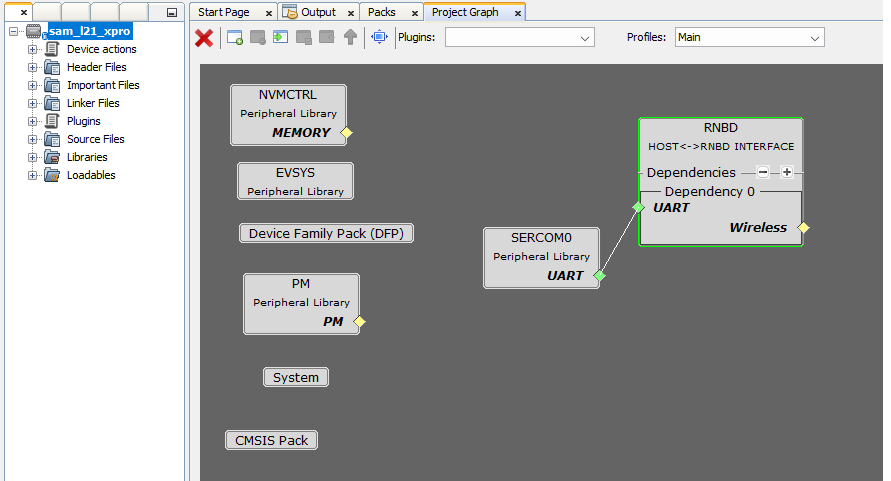 Start Page
Output
Packs
Project Graph
Plugins:
Profiles:
Main
sam_l21_xpro
Device actions
Header Files
Important Files
Linker Files
Plugins
Source Files
Libraries
Loadables
NVMCTRL
Peripheral Library
MEMORY
EVSYS
Peripheral Library
Device Family Pack (DFP)
PM
Peripheral Library
PM
System
CMSIS Pack
SERCOM0
Peripheral Library
UART
RNBD
HOST<->RNBD INTERFACE
Dependencies
Dependency 0
UART
Wireless